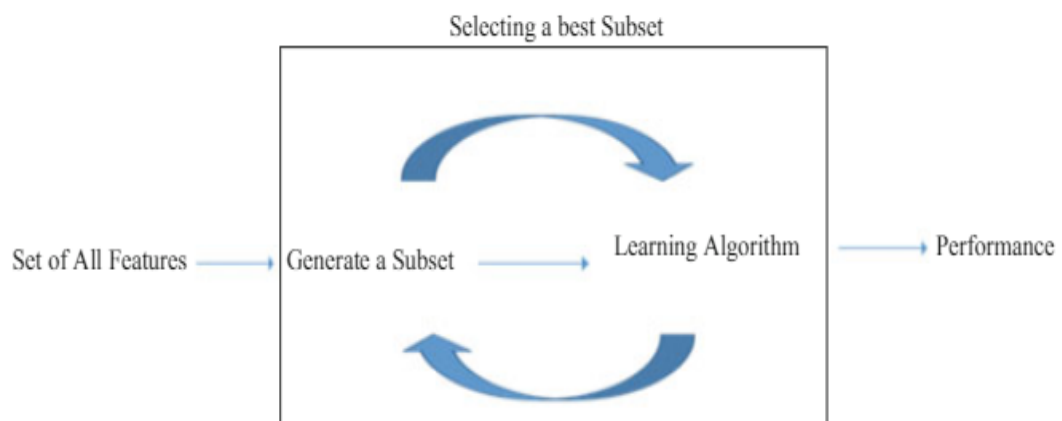 Selecting a best Subset
Set of All Features
Generate a Subset
Learning Algorithm
Performance